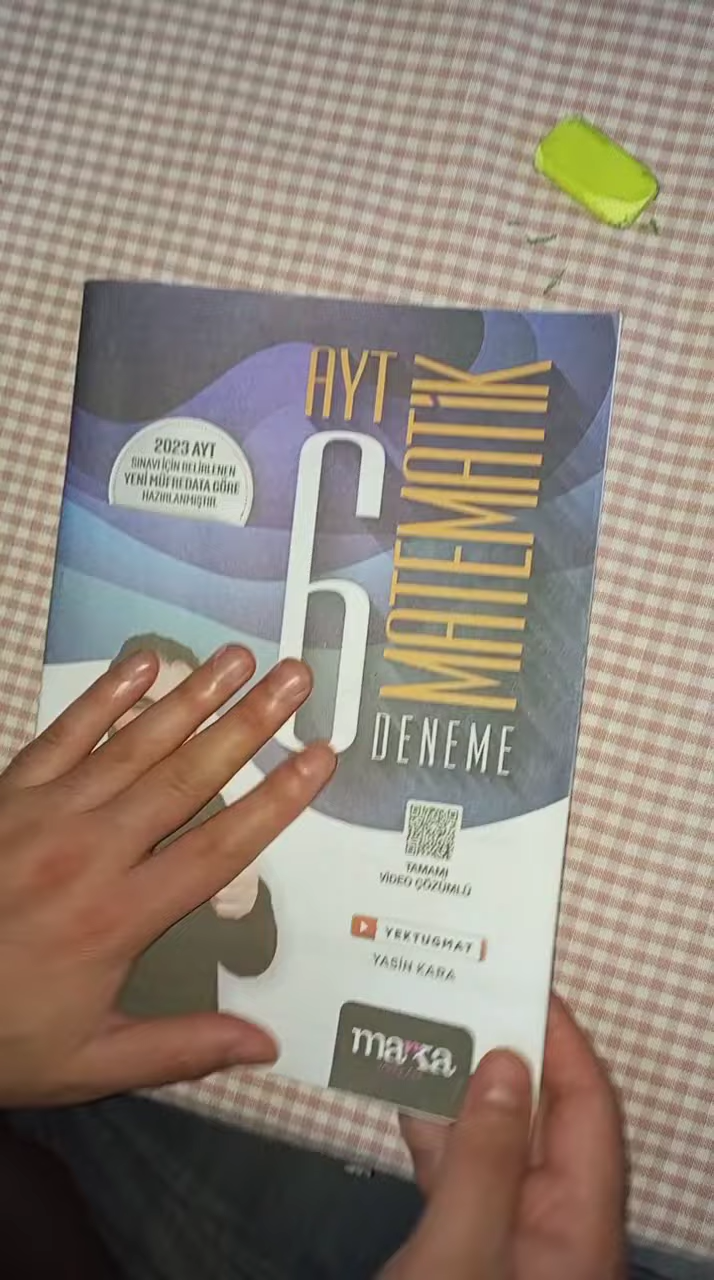 AYT
MATEMATİK
6
DENEME
2023 AYT
SINAVI İÇİN BELİRLENEN
YENİ MÜFREDATA GÖRE
HAZIRLANMIŞTIR.
TAMAMI
VİDEO ÇÖZÜMLÜ
YEKTUGMAT
YASİN KARA
marka